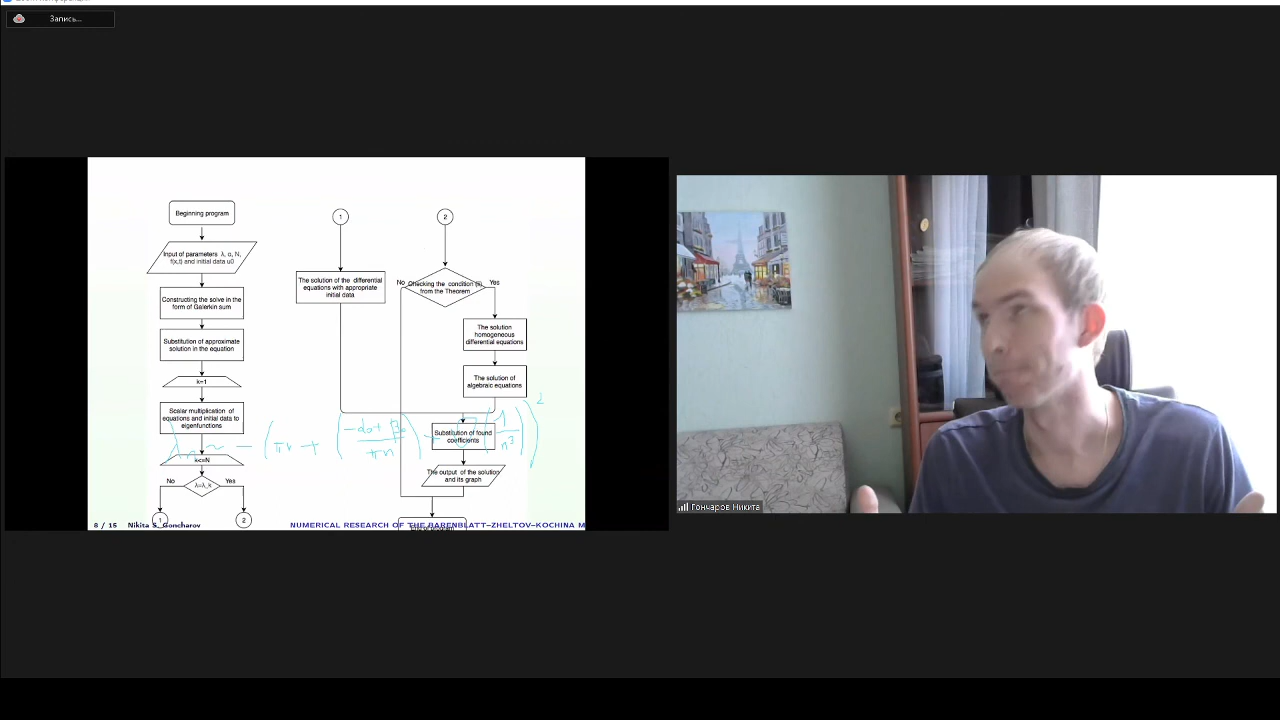 Запись...
Beginning program
Input of parameters λ, α, N,
f(x,t) and initial data u0
Constructing the solve in the
form of Galerkin sum
Substitution of approximate
solution in the equation
k=1
Scalar multiplication of
equations and initial data to
eigenfunctions
k<=N
λ=λ_k
No
Yes
1
2
1
The solution of the differential
equations with appropriate
initial data
2
No
Checking the condition (ii)
from the Theorem
Yes
The solution
homogeneous
differential equations
The solution of
algebraic equations
Substitution of found
coefficients
The output of the solution
and its graph
End of program
8 / 15 Nikita S. Goncharov
NUMERICAL RESEARCH OF THE BARENBLATT–ZHELTOV–KOCHINA M
Гончаров Никита